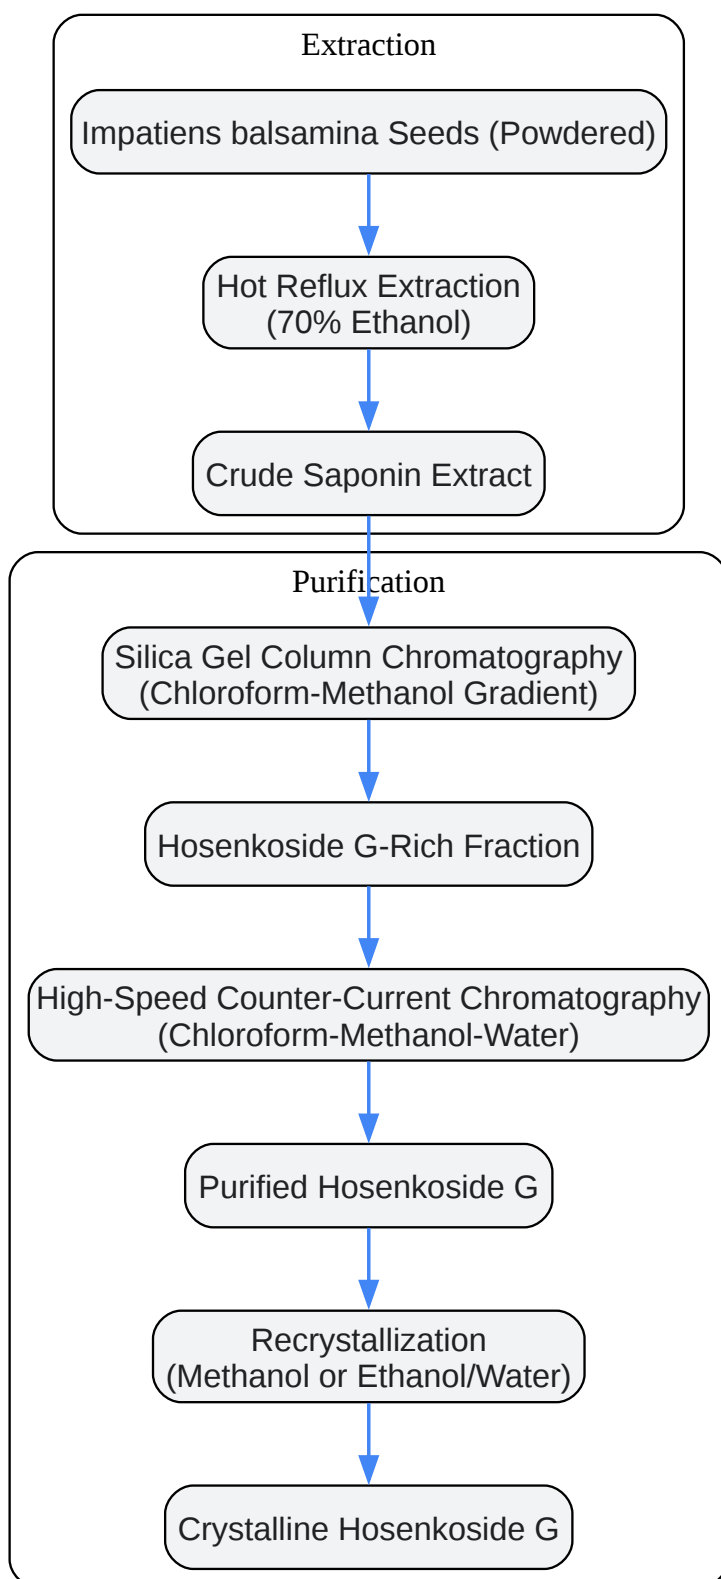 Extraction
Impatiens balsamina Seeds (Powdered)
Hot Reflux Extraction
(70% Ethanol)
Crude Saponin Extract
Purification
Silica Gel Column Chromatography
(Chloroform-Methanol Gradient)
Hosenkoside G-Rich Fraction
High-Speed Counter-Current Chromatography
(Chloroform-Methanol-Water)
Purified Hosenkoside G
Recrystallization
(Methanol or Ethanol/Water)
Crystalline Hosenkoside G